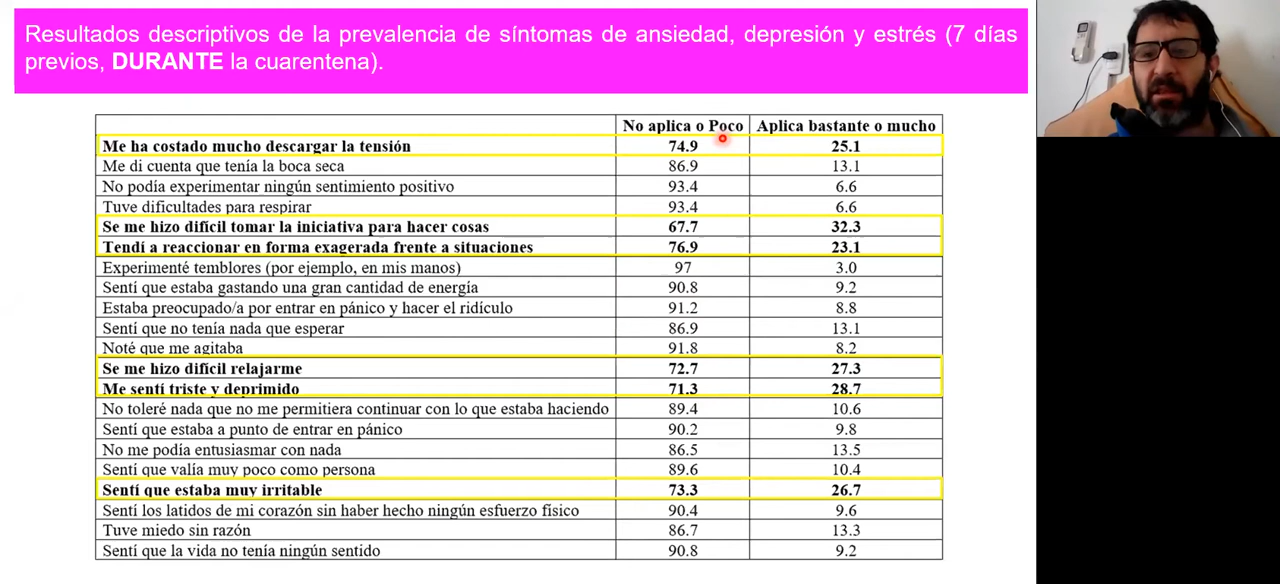 Resultados descriptivos de la prevalencia de síntomas de ansiedad, depresión y estrés (7 días
previos, DURANTE la cuarentena).
No aplica o Poco Aplica bastante o mucho
Me ha costado mucho descargar la tensión 74.9 25.1
Me di cuenta que tenía la boca seca 86.9 13.1
No podía experimentar ningún sentimiento positivo 93.4 6.6
Tuve dificultades para respirar 93.4 6.6
Se me hizo difícil tomar la iniciativa para hacer cosas 67.7 32.3
Tendí a reaccionar en forma exagerada frente a situaciones 76.9 23.1
Experimenté temblores (por ejemplo, en mis manos) 97 3.0
Sentí que estaba gastando una gran cantidad de energía 90.8 9.2
Estaba preocupado/a por entrar en pánico y hacer el ridículo 91.2 8.8
Sentí que no tenía nada que esperar 86.9 13.1
Noté que me agitaba 91.8 8.2
Se me hizo difícil relajarme 72.7 27.3
Me sentí triste y deprimido 71.3 28.7
No toleré nada que no me permitiera continuar con lo que estaba haciendo 89.4 10.6
Sentí que estaba a punto de entrar en pánico 90.2 9.8
No me podía entusiasmar con nada 86.5 13.5
Sentí que valía muy poco como persona 89.6 10.4
Sentí que estaba muy irritable 73.3 26.7
Sentí los latidos de mi corazón sin haber hecho ningún esfuerzo físico 90.4 9.6
Tuve miedo sin razón 86.7 13.3
Sentí que la vida no tenía ningún sentido 90.8 9.2